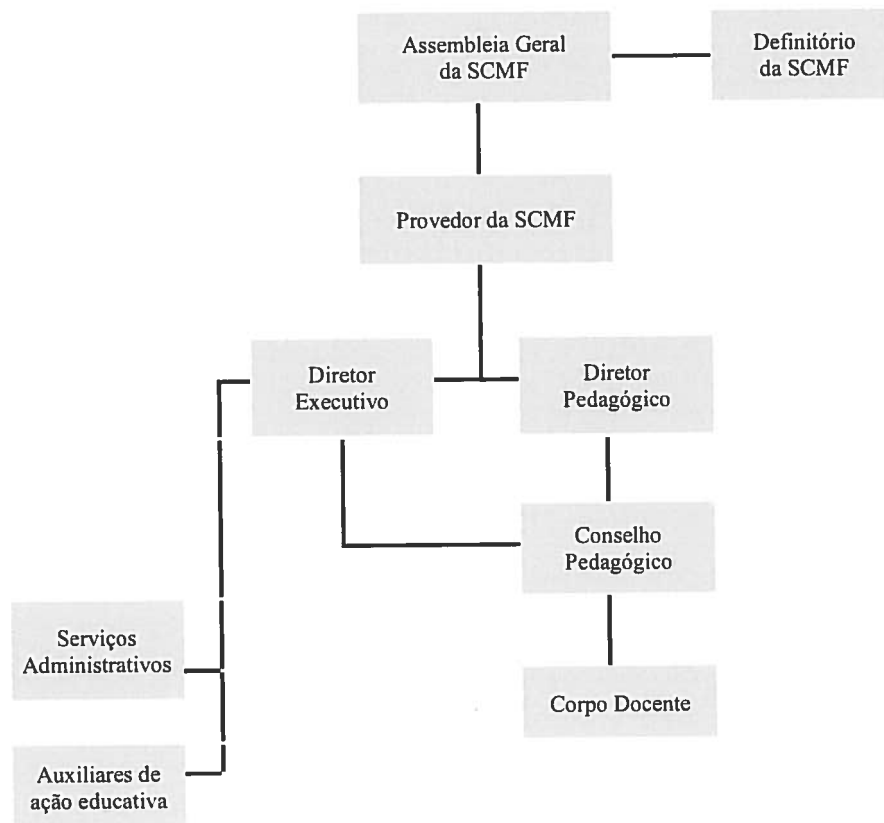 Assembleia Geral
da SCMF
Definitório
da SCMF
Provedor da SCMF
Diretor
Executivo
Diretor
Pedagógico
Conselho
Pedagógico
Serviços
Administrativos
Corpo Docente
Auxiliares de
ação educativa